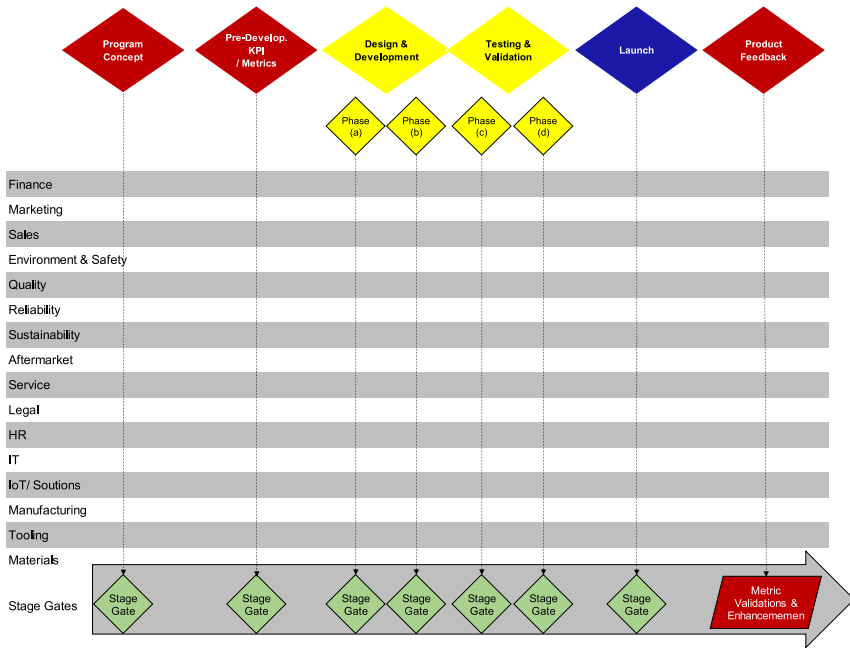 Program
Concept
Pre-Develop.
KPI
/ Metrics
Design &
Development
Testing &
Validation
Launch
Product
Feedback
Phase
(a)
Phase
(b)
Phase
(c)
Phase
(d)
Finance
Marketing
Sales
Environment & Safety
Quality
Reliability
Sustainability
Aftermarket
Service
Legal
HR
IT
IoT/ Soutions
Manufacturing
Tooling
Materials
Stage Gates
Stage
Gate
Stage
Gate
Stage
Gate
Stage
Gate
Stage
Gate
Stage
Gate
Stage
Gate
Metric
Validations &
Enhancememen